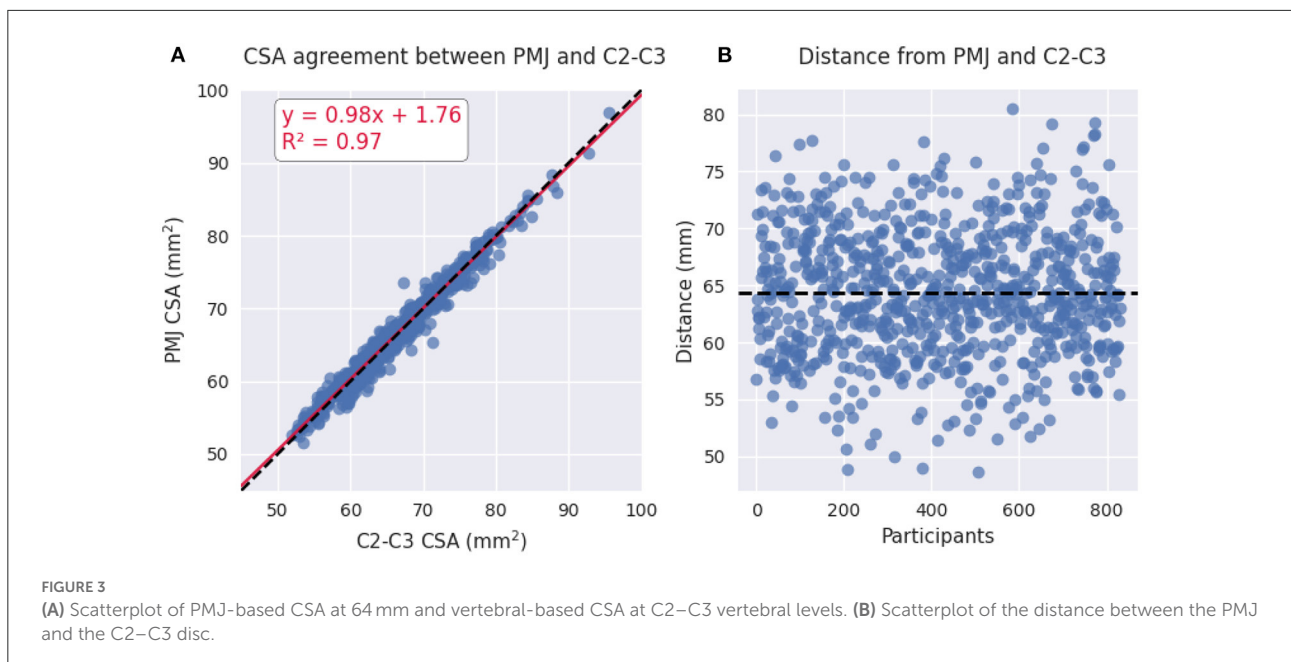 A CSA agreement between PMJ and C2-C3
y = 0.98x + 1.76
R² = 0.97
100
90
80
70
60
50
PMJ CSA (mm²)
50 60 70 80 90 100
C2-C3 CSA (mm²)
B Distance from PMJ and C2-C3
80
75
70
65
60
55
50
Distance (mm)
0 200 400 600 800
Participants
FIGURE 3
(A) Scatterplot of PMJ-based CSA at 64 mm and vertebral-based CSA at C2–C3 vertebral levels. (B) Scatterplot of the distance between the PMJ
and the C2–C3 disc.